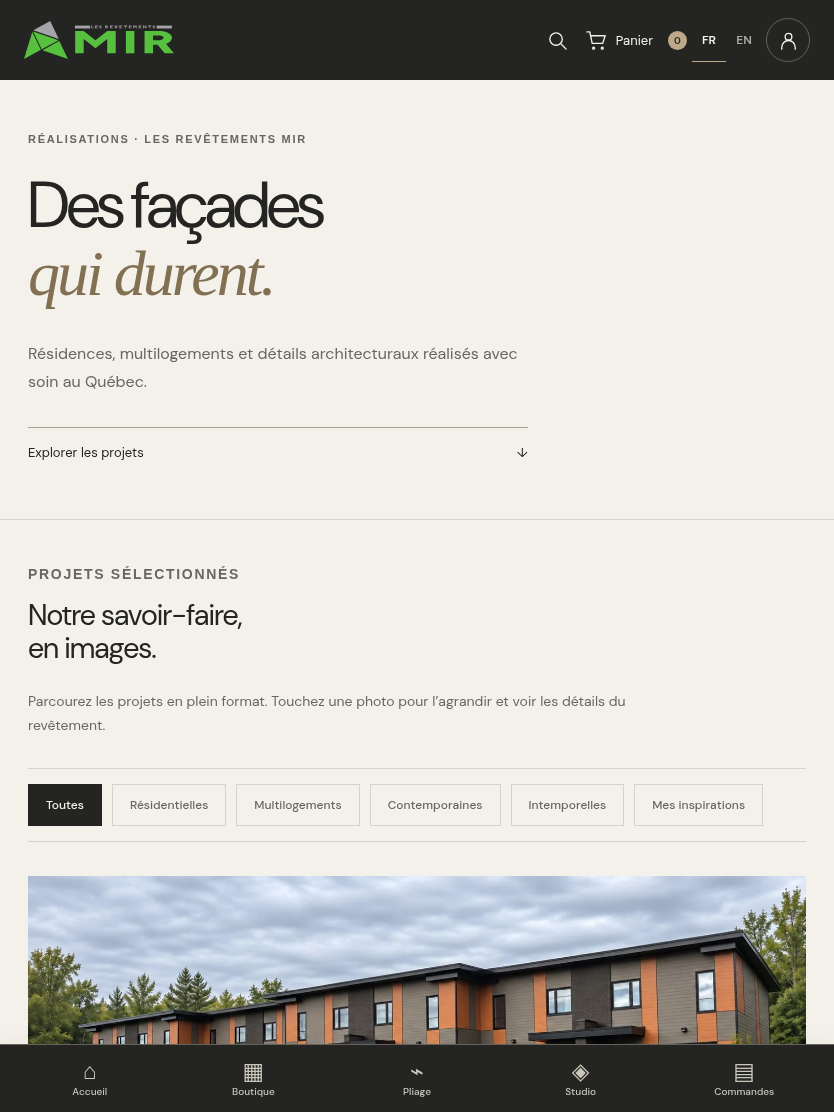 LES REVÊTEMENTS
MIR
Panier
0
FR
EN
RÉALISATIONS · LES REVÊTEMENTS MIR
Des façades
qui durent.
Résidences, multilogements et détails architecturaux réalisés avec
soin au Québec.
Explorer les projets
PROJETS SÉLECTIONNÉS
Notre savoir-faire,
en images.
Parcourez les projets en plein format. Touchez une photo pour l’agrandir et voir les détails du
revêtement.
Toutes
Résidentielles
Multilogements
Contemporaines
Intemporelles
Mes inspirations
Accueil
Boutique
Pliage
Studio
Commandes